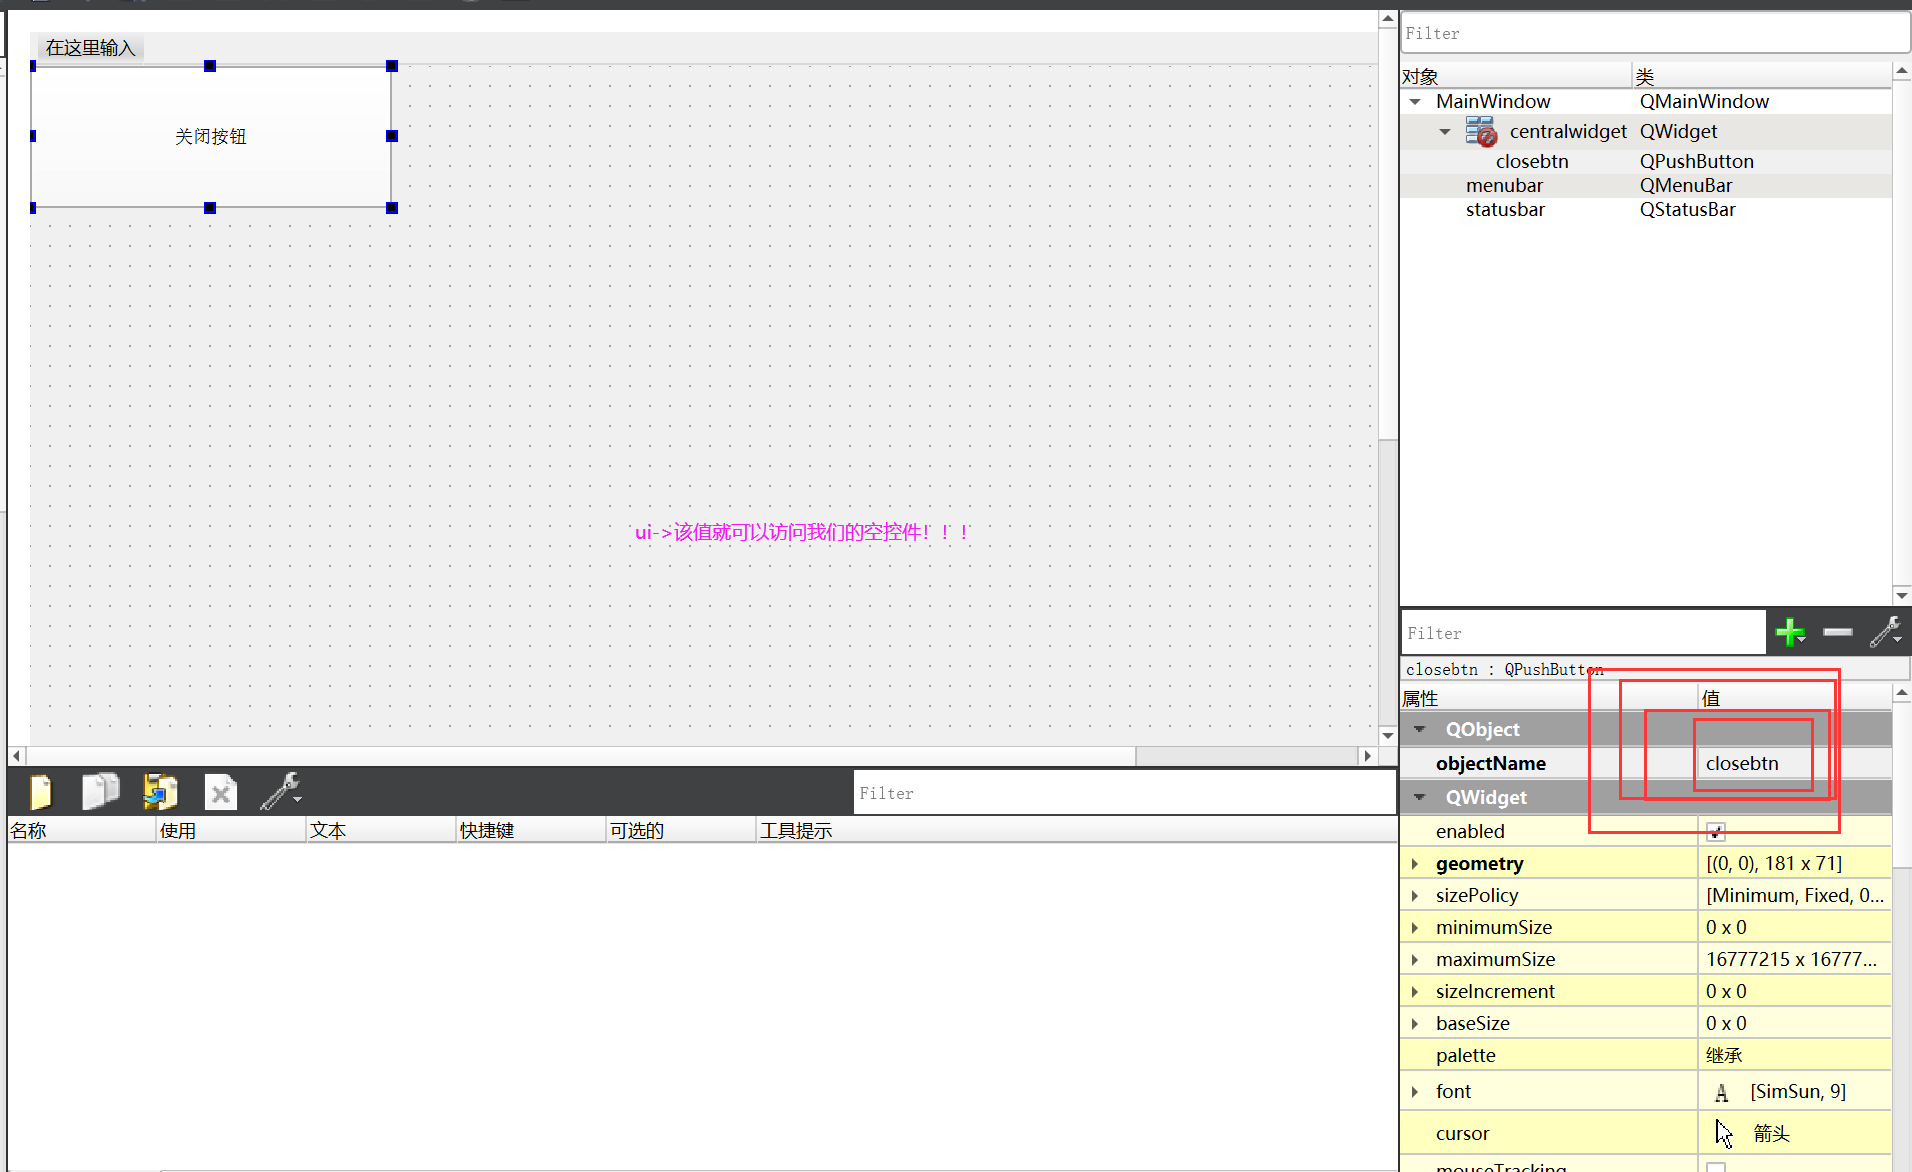 在这里输入
关闭按钮
ui->该值就可以访问我们的空控件！！！
Filter
对象 类
MainWindow QMainWindow
centralwidget QWidget
closebtn QPushButton
menubar QMenuBar
statusbar QStatusBar
Filter
closebtn : QPushButton
属性 值
QObject
objectName closebtn
QWidget
enabled
geometry [(0, 0), 181 x 71]
sizePolicy [Minimum, Fixed, 0...
minimumSize 0 x 0
maximumSize 16777215 x 16777...
sizeIncrement 0 x 0
baseSize 0 x 0
palette 继承
font A [SimSun, 9]
cursor 箭头
mouseTracking
Filter
名称 使用 文本 快捷键 可选的 工具提示